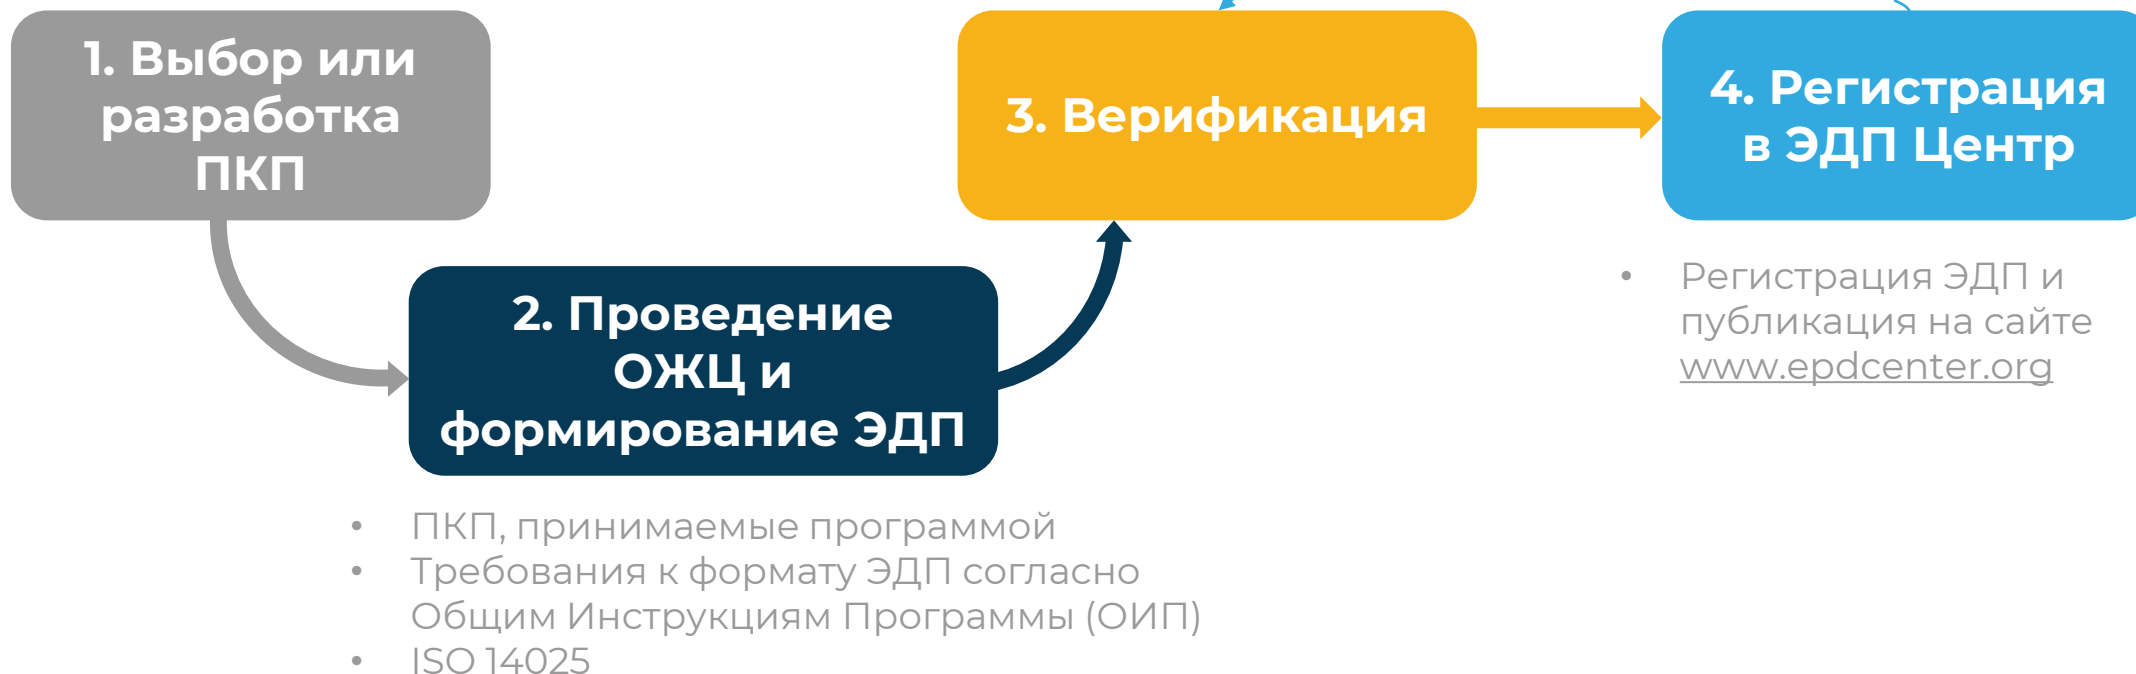 1. Выбор или
разработка
ПКП
2. Проведение
ОЖЦ и
формирование ЭДП
• ПКП, принимаемые программой
• Требования к формату ЭДП согласно
Общим Инструкциям Программы (ОИП)
• ISO 14025
3. Верификация
4. Регистрация
в ЭДП Центр
• Регистрация ЭДП и
публикация на сайте
www.epdcenter.org